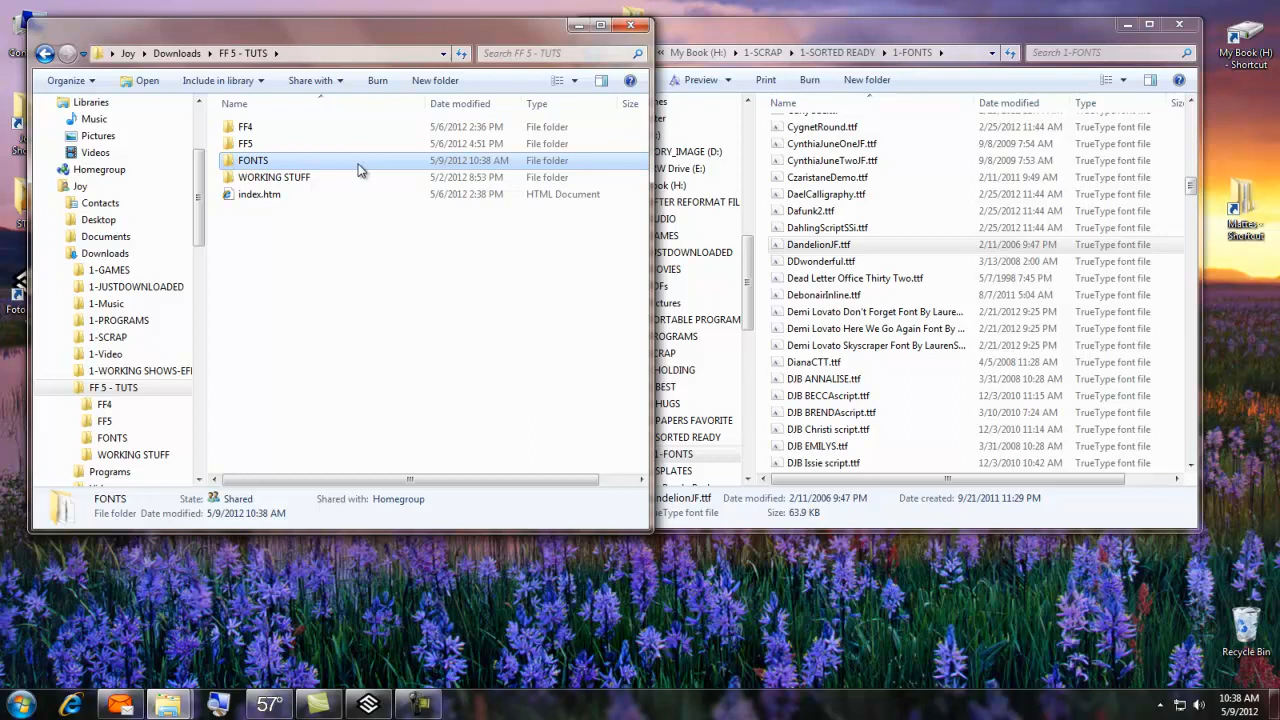 Joy ▸ Downloads ▸ FF 5 - TUTS ▸
Search FF 5 - TUTS
Organize
Open
Include in library
Share with
Burn
New folder
Libraries
Music
Pictures
Videos
Homegroup
Joy
Contacts
Desktop
Documents
Downloads
1-GAMES
1-JUSTDOWNLOADED
1-Music
1-PROGRAMS
1-SCRAP
1-Video
1-WORKING SHOWS-EFI
FF 5 - TUTS
FF4
FF5
FONTS
WORKING STUFF
Programs
Name Date modified Type Size
FF4 5/6/2012 2:36 PM File folder
FF5 5/6/2012 4:51 PM File folder
FONTS 5/9/2012 10:38 AM File folder
WORKING STUFF 5/2/2012 8:53 PM File folder
index.htm 5/6/2012 2:38 PM HTML Document
FONTS State: Shared Shared with: Homegroup
File folder Date modified: 5/9/2012 10:38 AM
« My Book (H:) ▸ 1-SCRAP ▸ 1-SORTED READY ▸ 1-FONTS ▸
Search 1-FONTS
Preview
Print
Burn
New folder
ORY_IMAGE (D:)
RW Drive (E:)
ok (H:)
FTER REFORMAT FIL
UDIO
AMES
USTDOWNLOADED
OVIES
DFs
ictures
ORTABLE PROGRAM
ROGRAMS
CRAP
HOLDING
BEST
HUGS
PAPERS FAVORITE
SORTED READY
1-FONTS
SPLATES
Name Date modified Type
CygnetRound.ttf 2/25/2012 11:44 AM TrueType font file
CynthiaJuneOneJF.ttf 9/8/2009 7:54 AM TrueType font file
CynthiaJuneTwoJF.ttf 9/8/2009 7:53 AM TrueType font file
CzaristaneDemo.ttf 2/11/2011 9:49 AM TrueType font file
DaelCalligraphy.ttf 2/25/2012 11:44 AM TrueType font file
Dafunk2.ttf 2/25/2012 11:44 AM TrueType font file
DahlingScriptSSi.ttf 2/25/2012 11:44 AM TrueType font file
DandelionJF.ttf 2/11/2006 9:47 PM TrueType font file
DDwonderful.ttf 3/13/2008 2:00 AM TrueType font file
Dead Letter Office Thirty Two.ttf 5/7/1998 7:45 PM TrueType font file
DebonairInline.ttf 8/7/2011 5:04 AM TrueType font file
Demi Lovato Don't Forget Font By Laure... 2/21/2012 9:25 PM TrueType font file
Demi Lovato Here We Go Again Font By ... 2/21/2012 9:25 PM TrueType font file
Demi Lovato Skyscraper Font By LaurenS... 2/21/2012 9:25 PM TrueType font file
DianaCTT.ttf 4/5/2008 11:28 AM TrueType font file
DJB ANNALISE.ttf 3/31/2008 10:28 AM TrueType font file
DJB BECCAscript.ttf 12/3/2010 11:15 AM TrueType font file
DJB BRENDAscript.ttf 3/10/2010 7:24 AM TrueType font file
DJB Christi script.ttf 12/3/2010 11:29 AM TrueType font file
DJB EMILYS.ttf 3/31/2008 10:28 AM TrueType font file
DJB Issie script.ttf 12/3/2010 10:42 AM TrueType font file
ndelionJF.ttf Date modified: 2/11/2006 9:47 PM Date created: 9/21/2011 11:29 PM
ueType font file Size: 63.9 KB
My Book (H:)
- Shortcut
Mattes -
Shortcut
Recycle Bin
57°
10:38 AM
5/9/2012